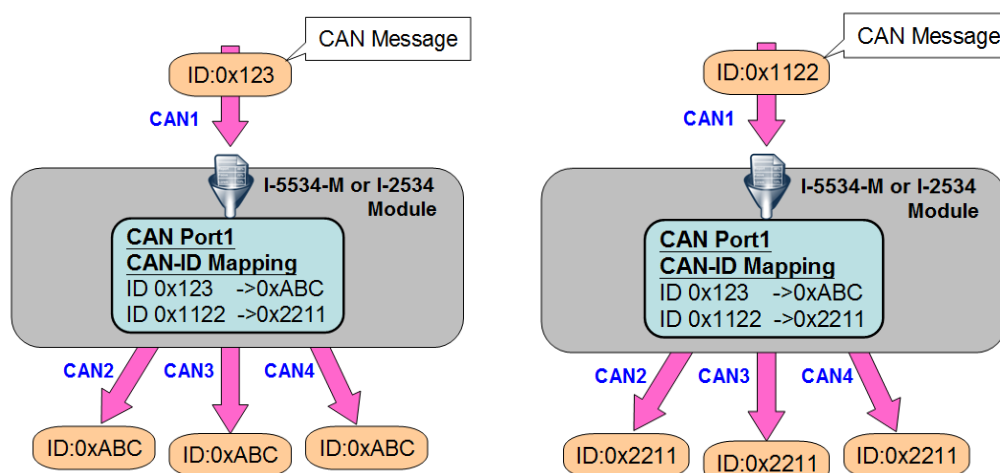 CAN Message
ID:0x123
CAN1
I-5534-M or I-2534
Module
CAN Port1
CAN-ID Mapping
ID 0x123 ->0xABC
ID 0x1122 ->0x2211
CAN2
CAN3
CAN4
ID:0xABC
ID:0xABC
ID:0xABC
CAN Message
ID:0x1122
CAN1
I-5534-M or I-2534
Module
CAN Port1
CAN-ID Mapping
ID 0x123 ->0xABC
ID 0x1122 ->0x2211
CAN2
CAN3
CAN4
ID:0x2211
ID:0x2211
ID:0x2211